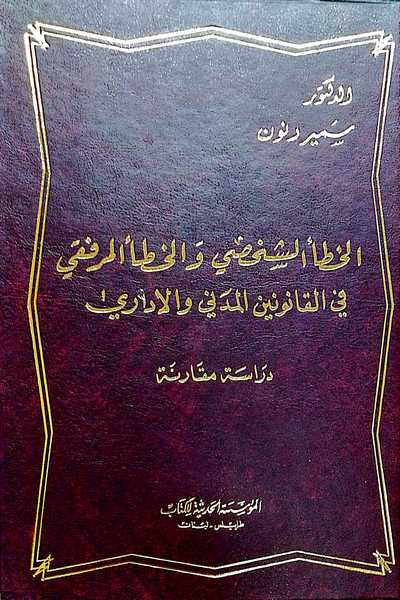 الدكتور
سمير دنون
الخطأ الشخصي والخطأ المرفقي
في القانونين المدني والاداري
دراسة مقارنة
المؤسسة الحديثة للكتاب
طرابلس - لبنان